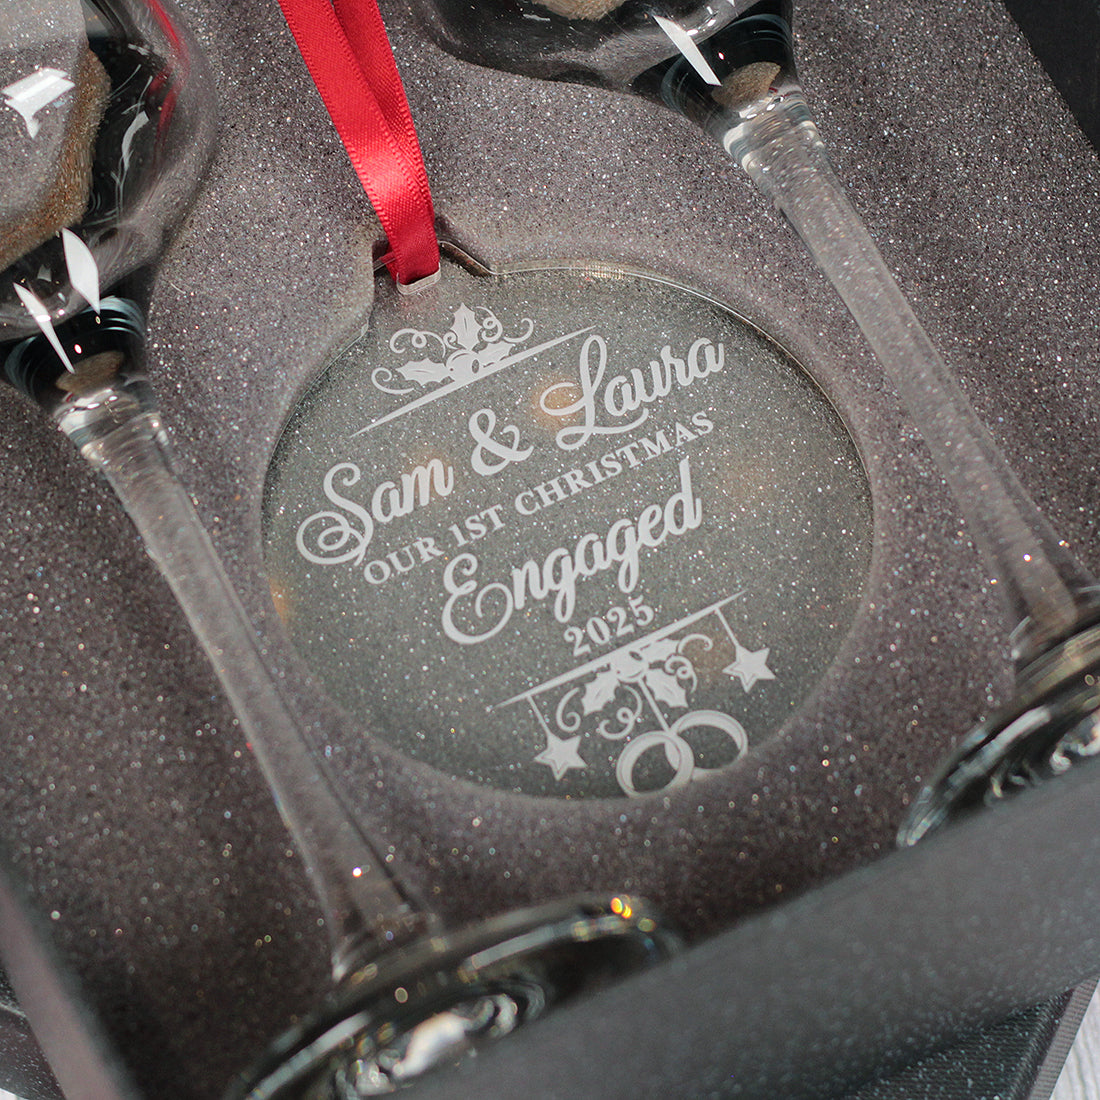 Sam & Laura
OUR 1ST CHRISTMAS
Engaged
2025